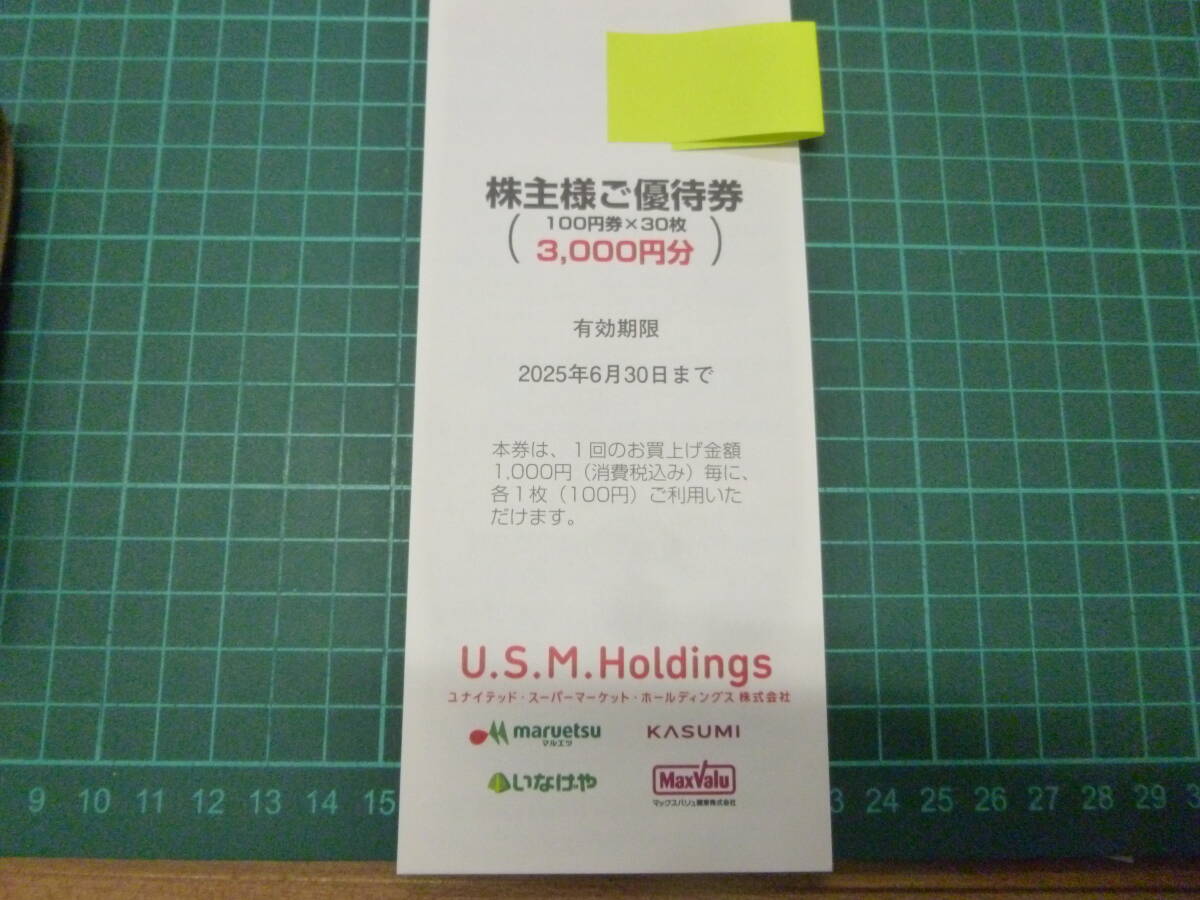 株主様ご優待券
(100円券×30枚
3,000円分)
有効期限
2025年6月30日まで
本券は、1回のお買上げ金額
1,000円（消費税込み）毎に、
各1枚（100円）ご利用いた
だけます。
U.S.M.Holdings
ユナイテッド・スーパーマーケット・ホールディングス 株式会社
maruetsu
マルエツ
KASUMI
いなげや
MaxValu
マックスバリュ関東株式会社
9 10 11 12 13 14 15
3 24 25 26 27 28 29 3